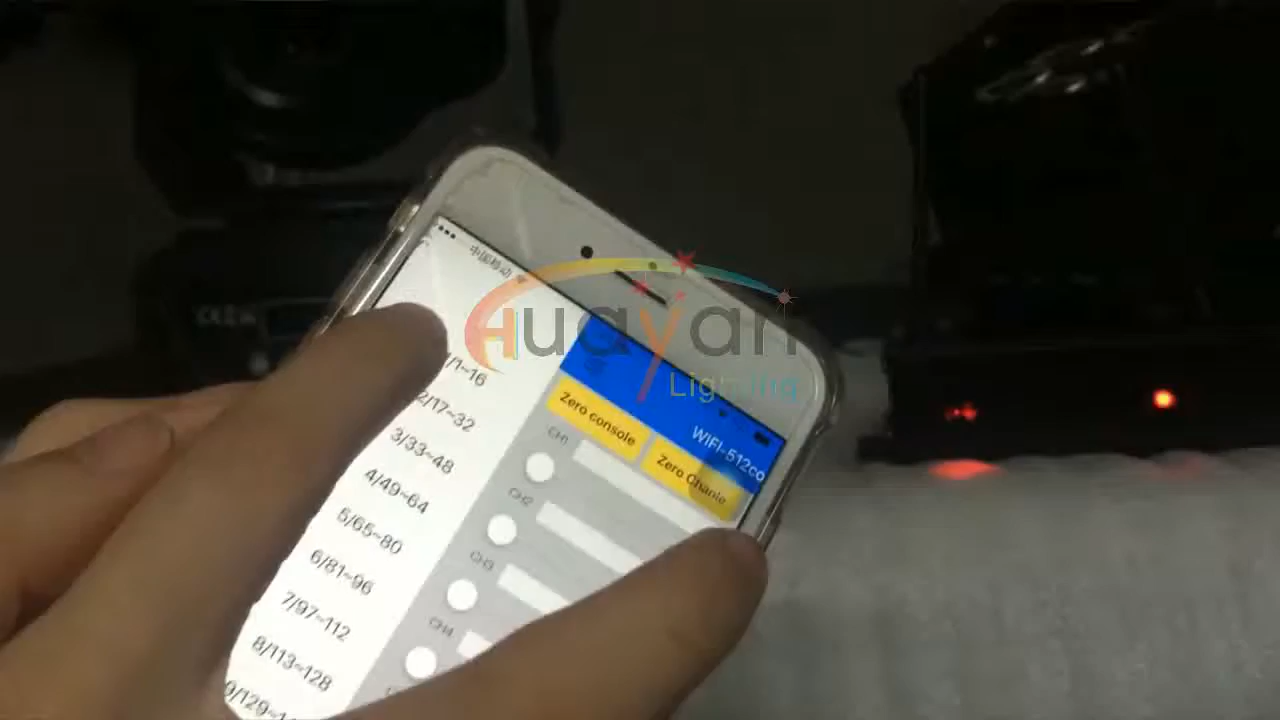 中国移动
Huayan
Lighting
WIFI-512co
Zero console
Zero Chanle
/1~16
2/17~32
3/33~48
4/49~64
5/65~80
6/81~96
7/97~112
8/113~128
9/129~1
CH1
CH2
CH3
CH4